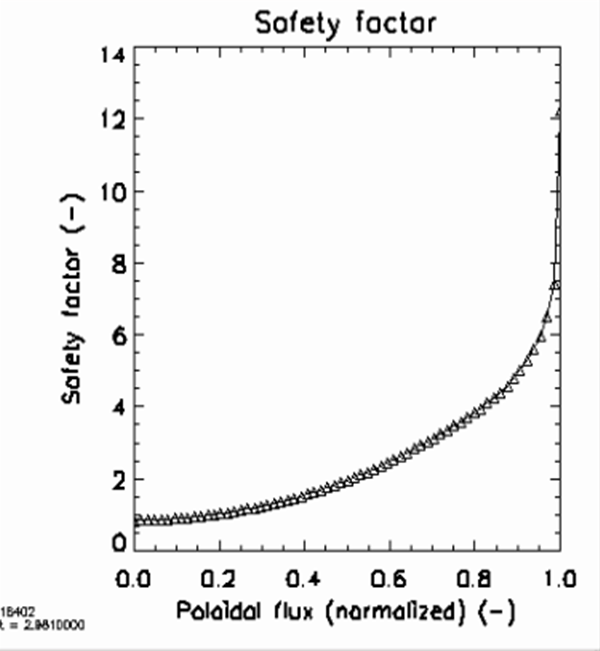 Safety factor
14
12
10
8
6
4
2
0
Safety factor (-)
0.0 0.2 0.4 0.6 0.8 1.0
Poloidal flux (normalized) (-)
18402
t = 2.9810000